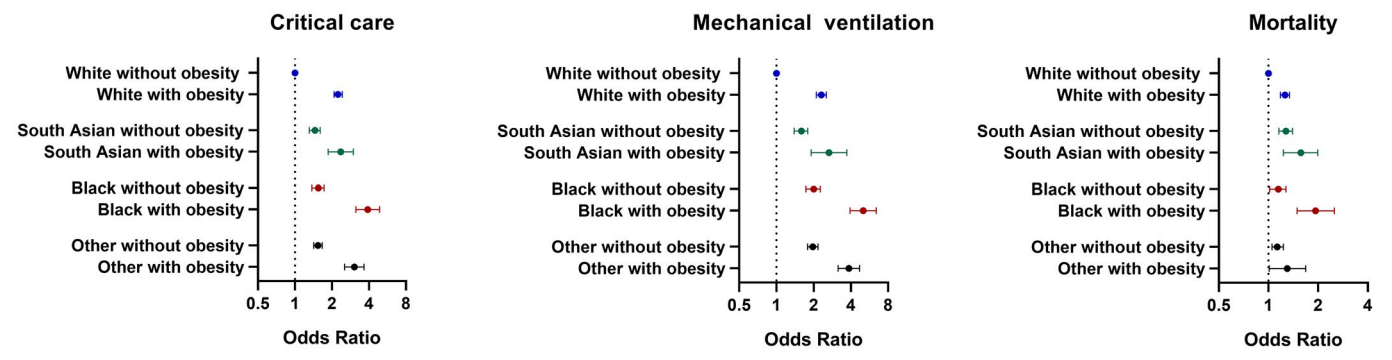 Critical care
White without obesity
White with obesity
South Asian without obesity
South Asian with obesity
Black without obesity
Black with obesity
Other without obesity
Other with obesity
0.5 1 2 4 8
Odds Ratio
Mechanical ventilation
White without obesity
White with obesity
South Asian without obesity
South Asian with obesity
Black without obesity
Black with obesity
Other without obesity
Other with obesity
0.5 1 2 4 8
Odds Ratio
Mortality
White without obesity
White with obesity
South Asian without obesity
South Asian with obesity
Black without obesity
Black with obesity
Other without obesity
Other with obesity
0.5 1 2 4
Odds Ratio